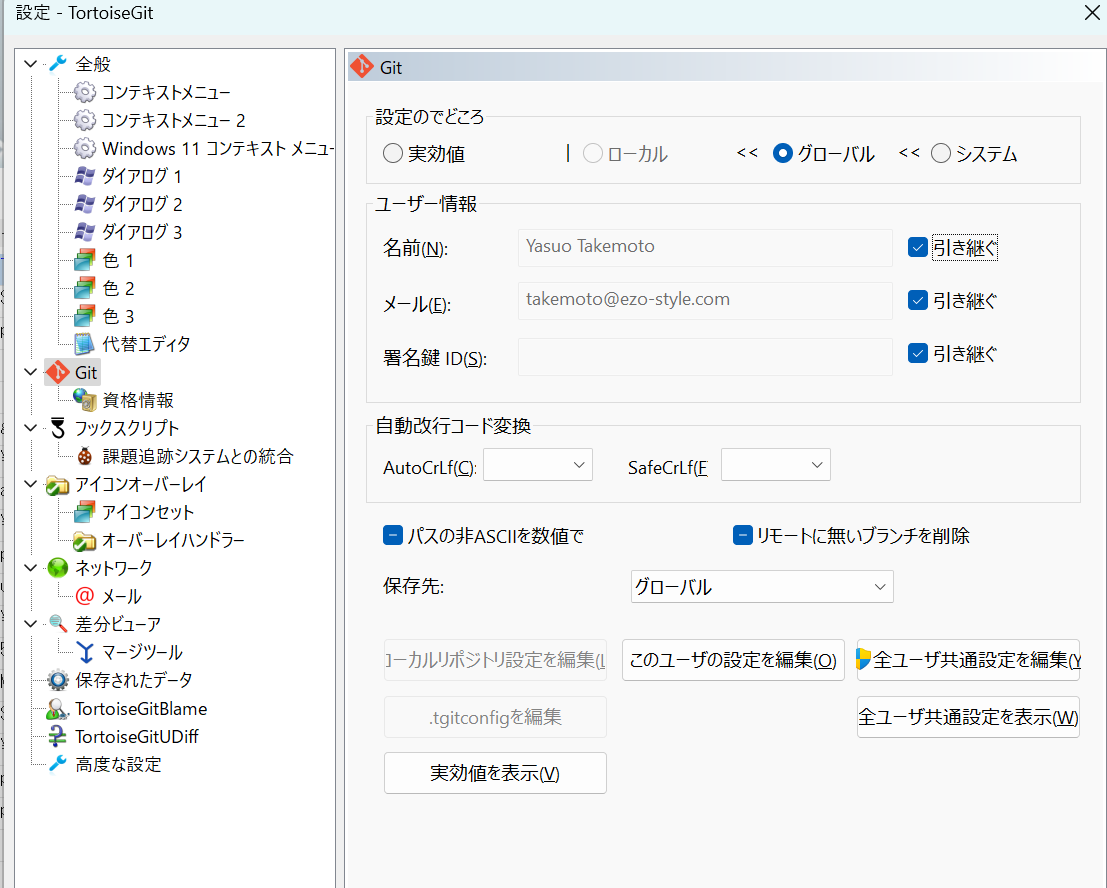 設定 - TortoiseGit
全般
コンテキストメニュー
コンテキストメニュー 2
Windows 11 コンテキスト メニュー
ダイアログ 1
ダイアログ 2
ダイアログ 3
色 1
色 2
色 3
代替エディタ
Git
資格情報
フックスクリプト
課題追跡システムとの統合
アイコンオーバーレイ
アイコンセット
オーバーレイハンドラー
ネットワーク
メール
差分ビューア
マージツール
保存されたデータ
TortoiseGitBlame
TortoiseGitUDiff
高度な設定
Git
設定のでどころ
実効値 | ローカル << グローバル << システム
ユーザー情報
名前(N): Yasuo Takemoto 引き継ぐ
メール(E): takemoto@ezo-style.com 引き継ぐ
署名鍵 ID(S): 引き継ぐ
自動改行コード変換
AutoCrLf(C): SafeCrLf(F
パスの非ASCIIを数値で リモートに無いブランチを削除
保存先: グローバル
ローカルリポジトリ設定を編集(L このユーザの設定を編集(O) 全ユーザ共通設定を編集(Y
.tgitconfigを編集 全ユーザ共通設定を表示(W)
実効値を表示(V)